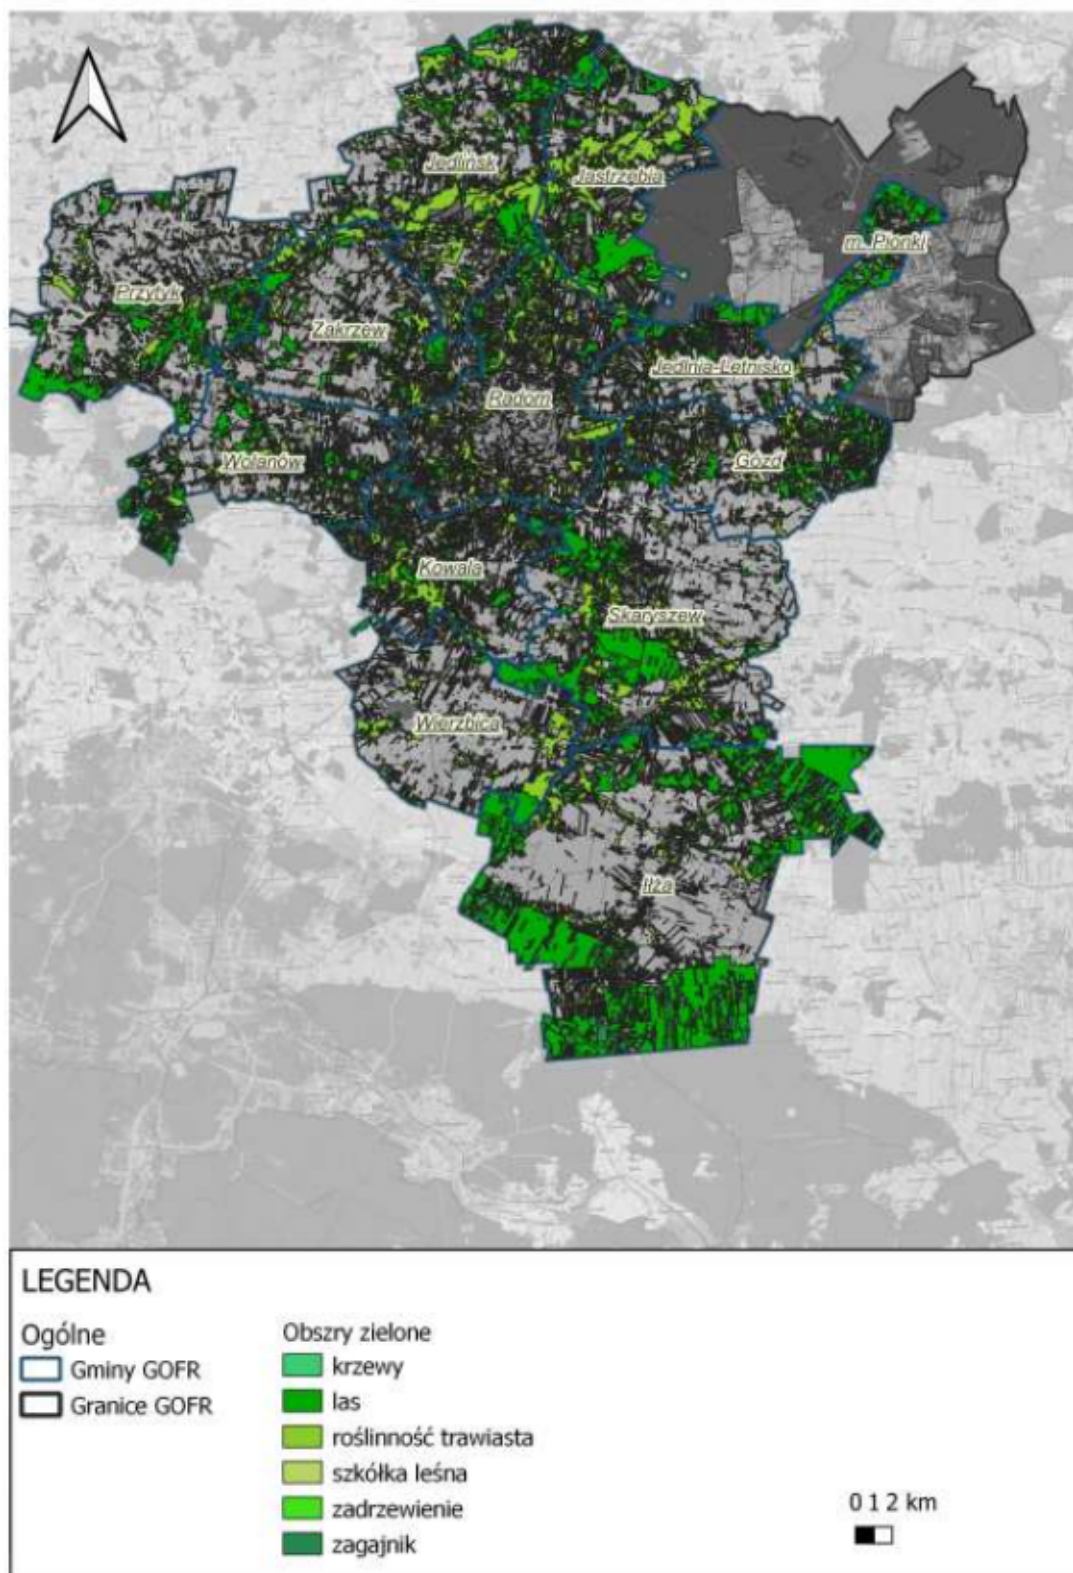 Jedlińsk
Jastrzębia
m. Pionki
Przytyk
Zakrzew
Jedlnia-Letnisko
Radom
Wolanów
Gózd
Kowala
Skaryszew
Wierzbica
Iłża
LEGENDA
Ogólne
Gminy GOFR
Granice GOFR
Obszry zielone
krzewy
las
roślinność trawiasta
szkółka leśna
zadrzewienie
zagajnik
0 1 2 km